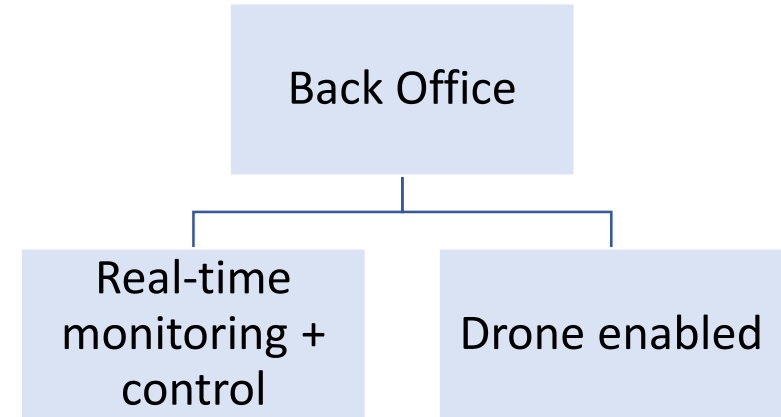 Back Office
Real-time
monitoring +
control
Drone enabled